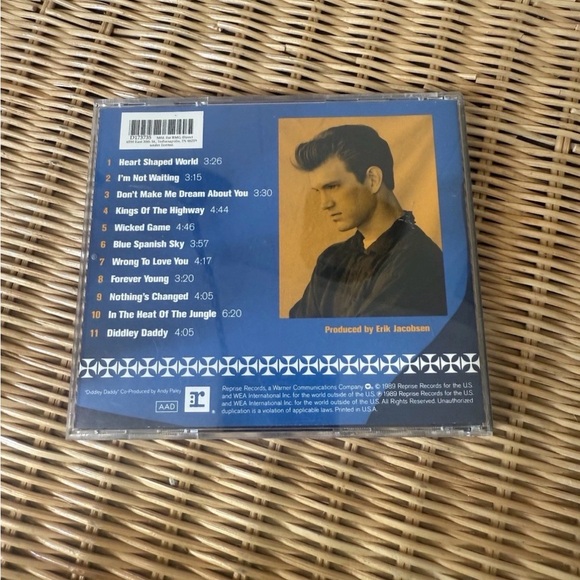 D173735
1 Heart Shaped World 3:26
2 I'm Not Waiting 3:15
3 Don't Make Me Dream About You 3:30
4 Kings Of The Highway 4:44
5 Wicked Game 4:46
6 Blue Spanish Sky 3:57
7 Wrong To Love You 4:17
8 Forever Young 3:20
9 Nothing's Changed 4:05
10 In The Heat Of The Jungle 6:20
11 Diddley Daddy 4:05
Produced by Erik Jacobsen
"Diddley Daddy" Co-Produced by Andy Paley
AAD
r
Reprise Records, a Warner Communications Company © 1989 Reprise Records for the U.S.
and WEA International Inc. for the world outside of the U.S. ℗ 1989 Reprise Records for the U.S.
and WEA International Inc. for the world outside of the U.S. All Rights Reserved. Unauthorized
duplication is a violation of applicable laws. Printed in U.S.A.